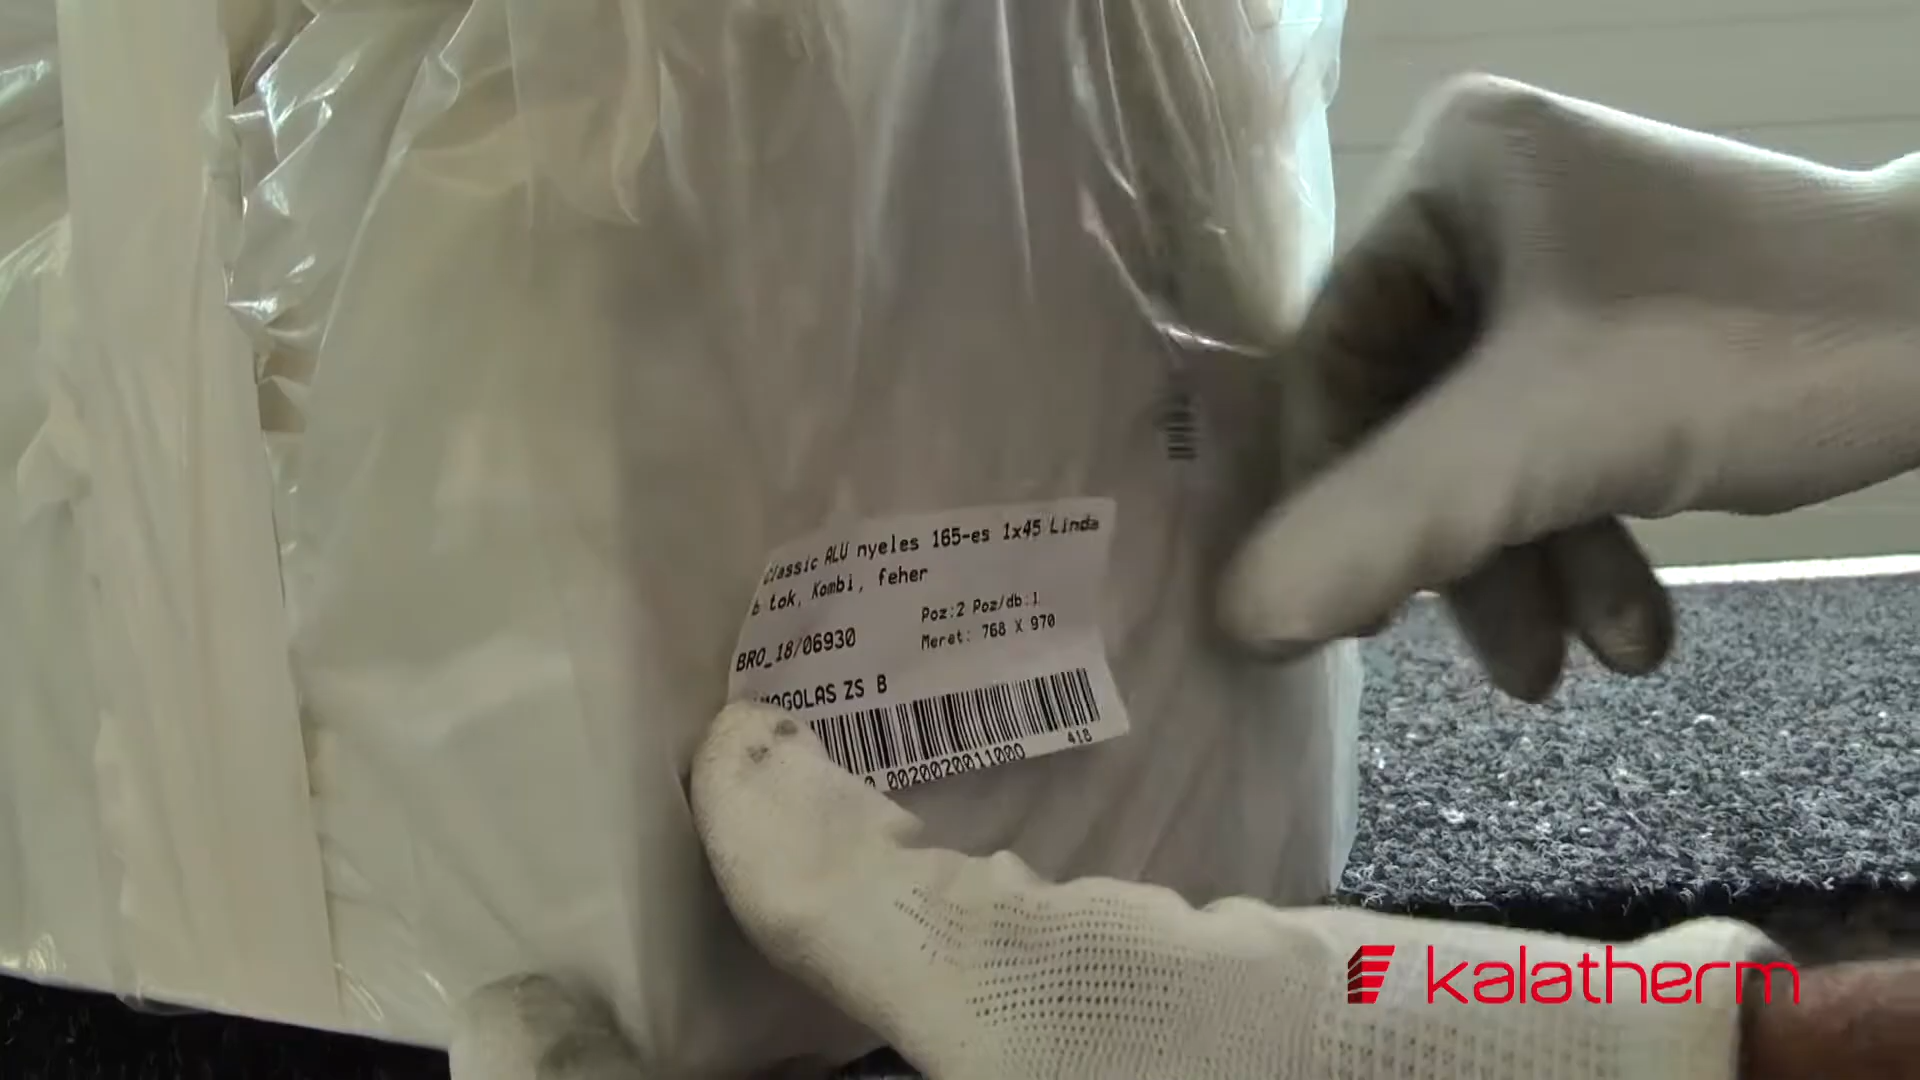 Classic ALU nyeles 165-es 1x45 Linda
tok, Kombi, feher
Poz:2 Poz/db:1
BRO_18/06930
Meret: 768 X 970
ZS B
0020020011000
418
kalatherm